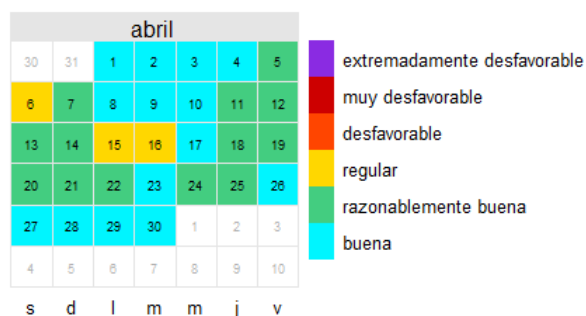 abril
30 31 1 2 3 4 5
6 7 8 9 10 11 12
13 14 15 16 17 18 19
20 21 22 23 24 25 26
27 28 29 30 1 2 3
4 5 6 7 8 9 10
s d l m m j v
extremadamente desfavorable
muy desfavorable
desfavorable
regular
razonablemente buena
buena